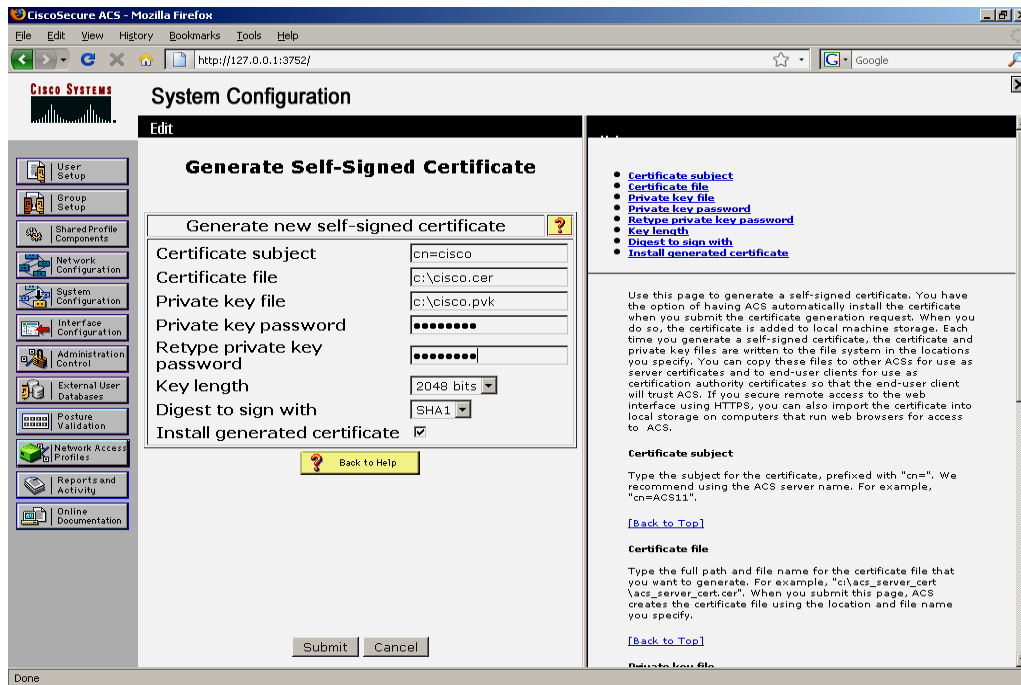 CiscoSecure ACS - Mozilla Firefox
File Edit View History Bookmarks Tools Help
http://127.0.0.1:3752/
G
Google
CISCO SYSTEMS
System Configuration
Edit
User
Setup
Group
Setup
Shared Profile
Components
Network
Configuration
System
Configuration
Interface
Configuration
Administration
Control
External User
Databases
Posture
Validation
Network Access
Profiles
Reports and
Activity
Online
Documentation
Generate Self-Signed Certificate
Generate new self-signed certificate ?
Certificate subject cn=cisco
Certificate file c:\cisco.cer
Private key file c:\cisco.pvk
Private key password ●●●●●●●●
Retype private key
password ●●●●●●●●
Key length 2048 bits
Digest to sign with SHA1
Install generated certificate
? Back to Help
Submit Cancel
Certificate subject
Certificate file
Private key file
Private key password
Retype private key password
Key length
Digest to sign with
Install generated certificate
Use this page to generate a self-signed certificate. You have
the option of having ACS automatically install the certificate
when you submit the certificate generation request. When you
do so, the certificate is added to local machine storage. Each
time you generate a self-signed certificate, the certificate and
private key files are written to the file system in the locations
you specify. You can copy these files to other ACSs for use as
server certificates and to end-user clients for use as
certification authority certificates so that the end-user client
will trust ACS. If you secure remote access to the web
interface using HTTPS, you can also import the certificate into
local storage on computers that run web browsers for access
to ACS.
Certificate subject
Type the subject for the certificate, prefixed with "cn=". We
recommend using the ACS server name. For example,
"cn=ACS11".
[Back to Top]
Certificate file
Type the full path and file name for the certificate file that
you want to generate. For example, "c:\acs_server_cert
\acs_server_cert.cer". When you submit this page, ACS
creates the certificate file using the location and file name
you specify.
[Back to Top]
Private key file
Done